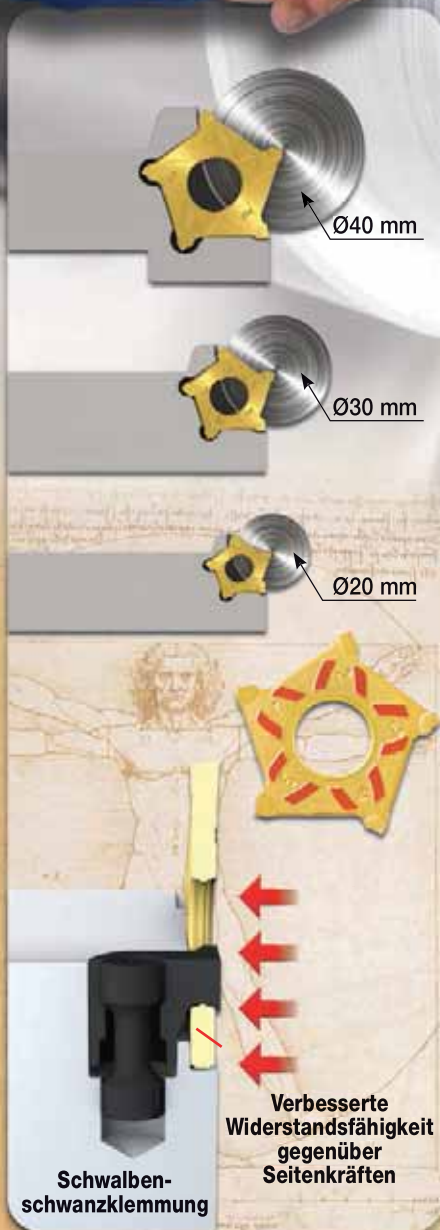 Ø40 mm
Ø30 mm
Ø20 mm
Verbesserte
Widerstandsfähigkeit
gegenüber
Seitenkräften
Schwalben-
schwanzklemmung